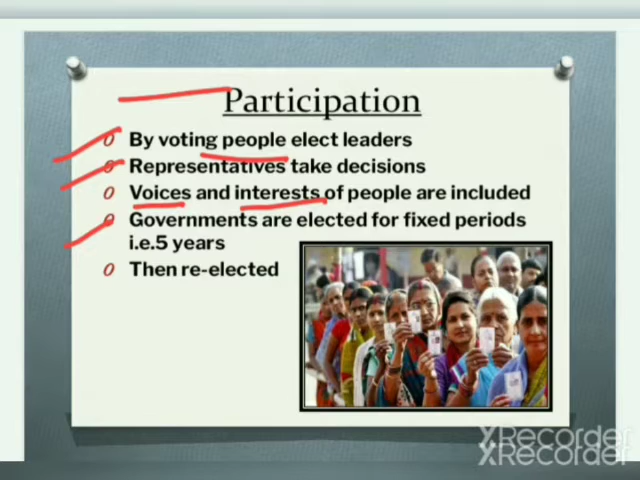 Participation
By voting people elect leaders
Representatives take decisions
Voices and interests of people are included
Governments are elected for fixed periods
i.e.5 years
Then re-elected
XRecorder
XRecorder